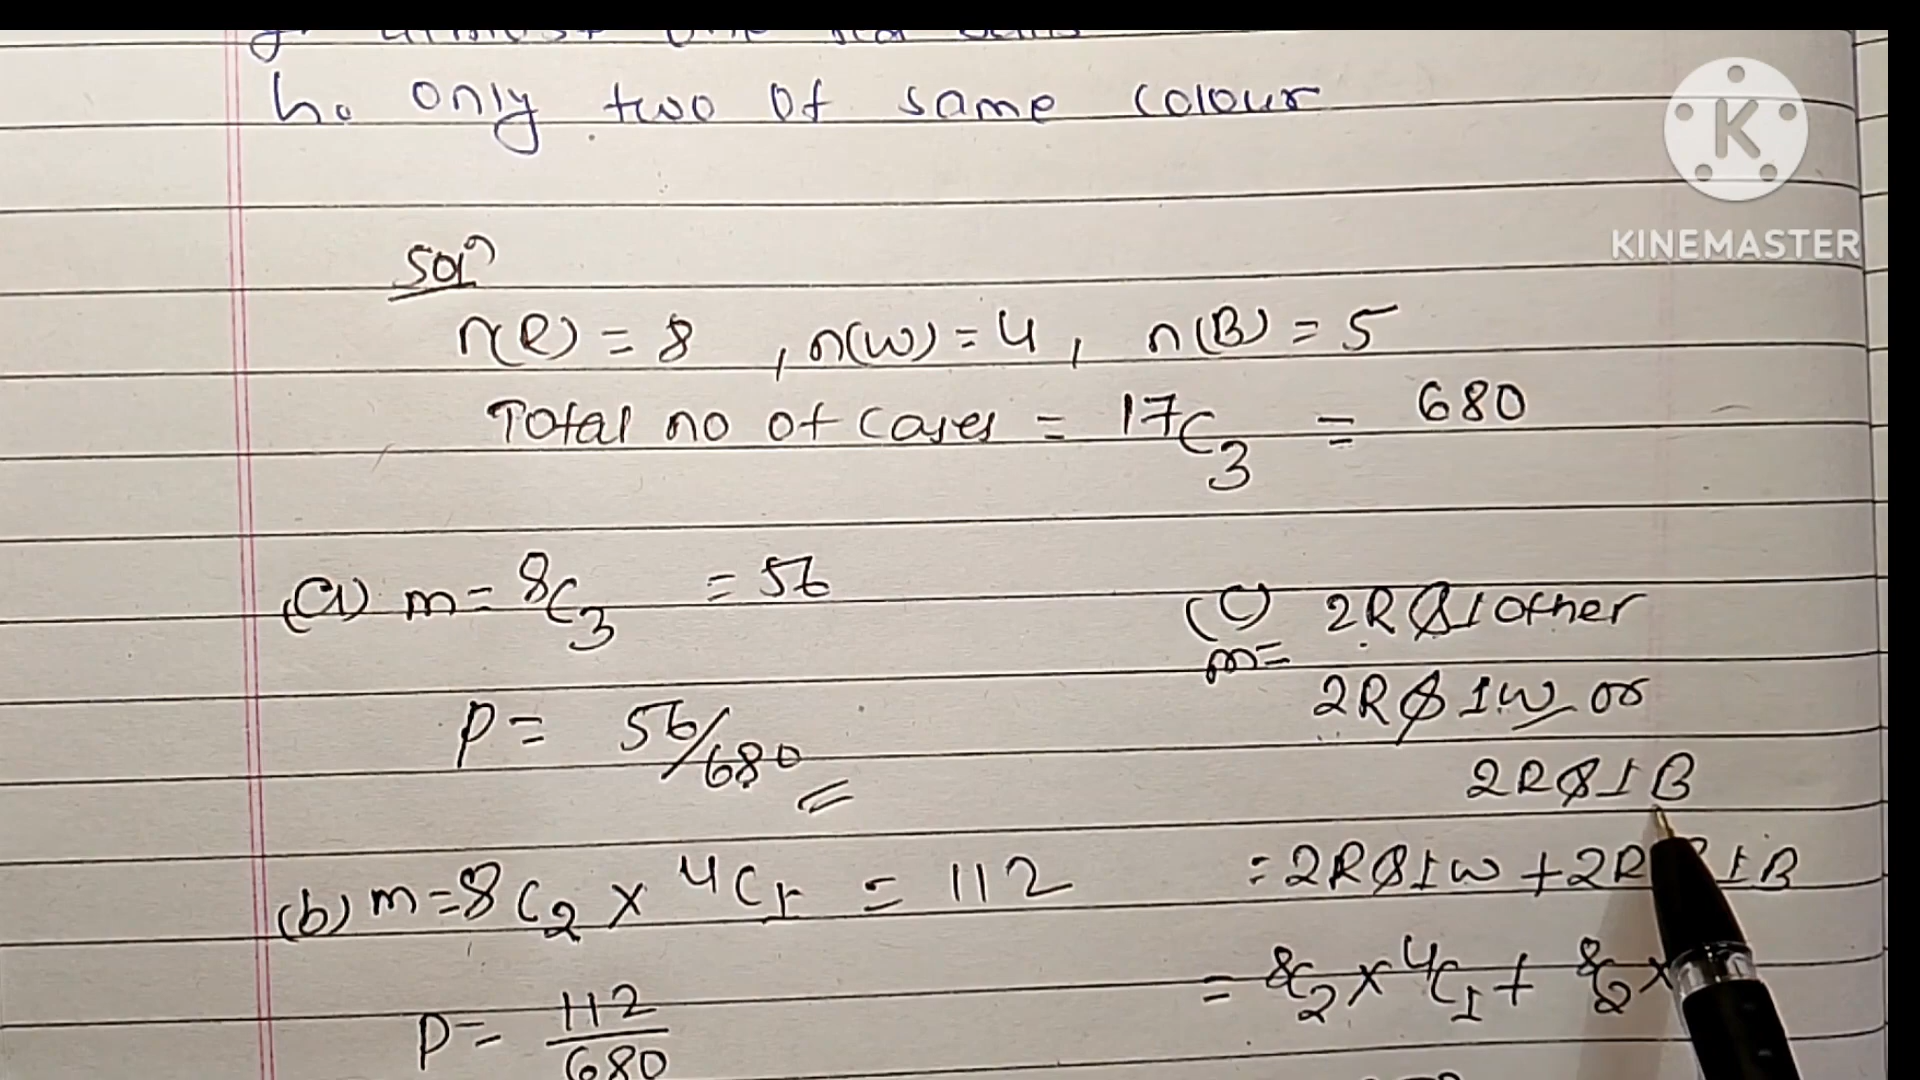 h. only two of same colour
K
KINEMASTER
Solⁿ
n(R) = 8 , n(W) = 4 , n(B) = 5
Total no of cases = 17C3 = 680
(a) m = 8C3 = 56
P = 56/680
(b) m = 8C2 x 4C1 = 112
P = 112/680
(C) 2R & 1 Other
m=
2R & 1W or
2R & 1B
= 2R & 1W + 2R & 1B
= 8C2 x 4C1 + 8C2 x